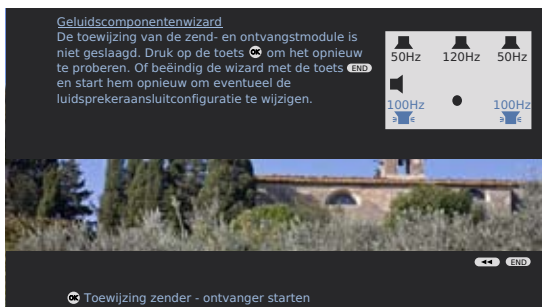 Geluidscomponentenwizard
De toewijzing van de zend- en ontvangstmodule is
niet geslaagd. Druk op de toets OK om het opnieuw
te proberen. Of beëindig de wizard met de toets END
en start hem opnieuw om eventueel de
luidsprekeraansluitconfiguratie te wijzigen.
50Hz 120Hz 50Hz
100Hz 100Hz
END
OK Toewijzing zender - ontvanger starten